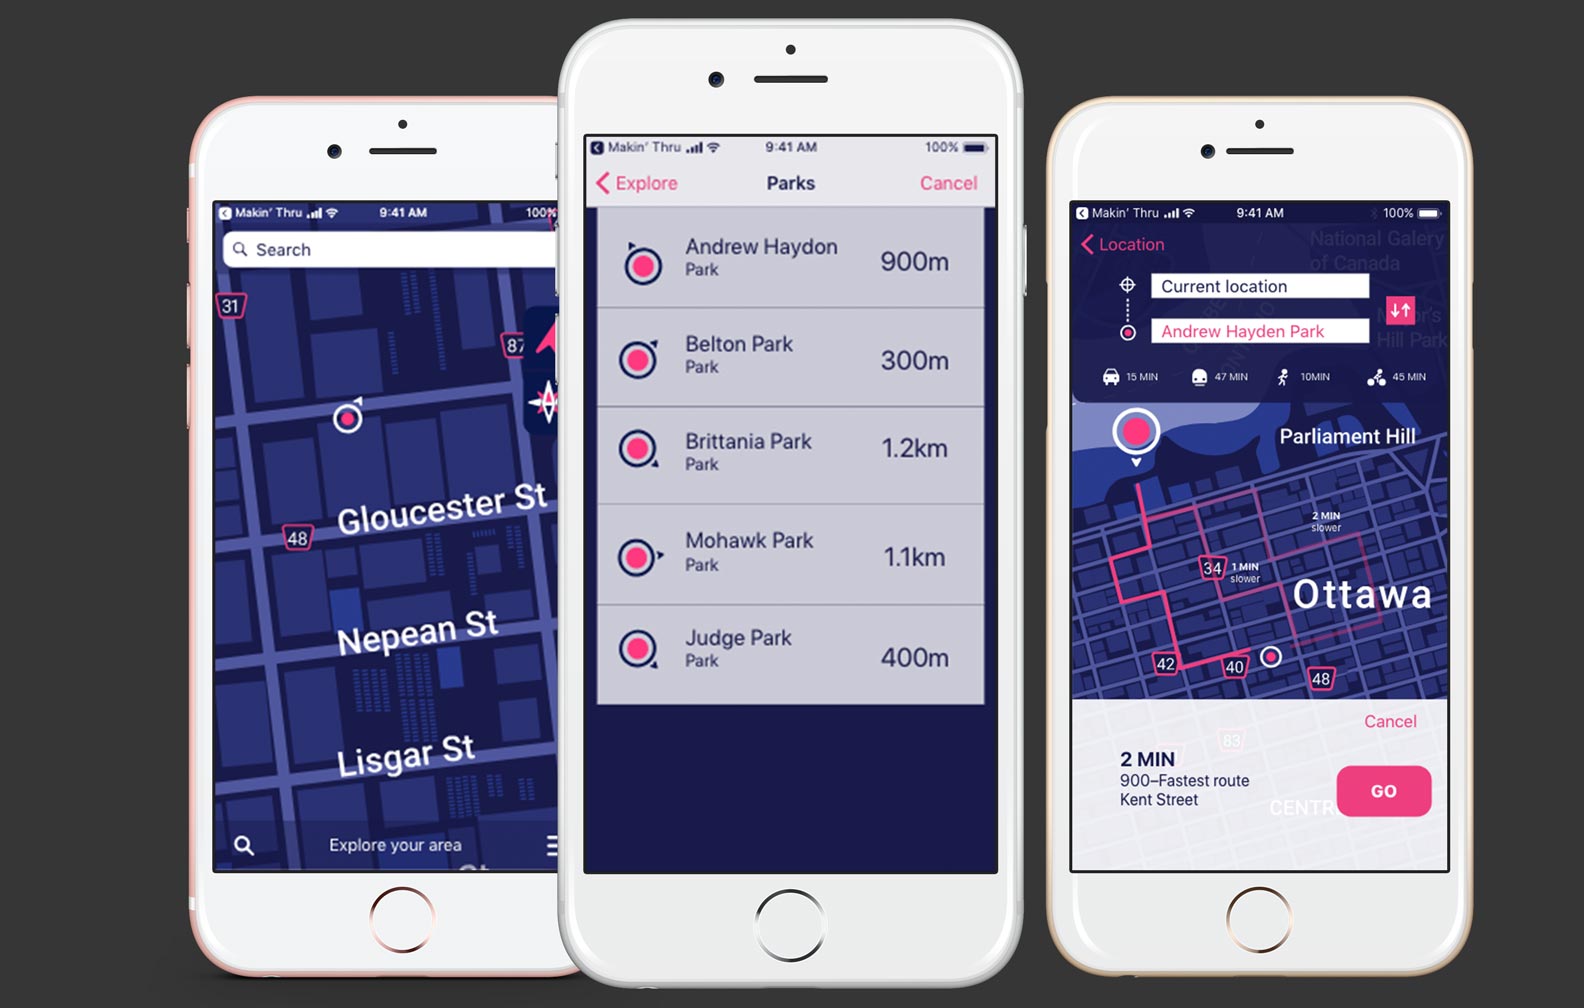 Makin' Thru
9:41 AM
100%
Search
31
87
48
Gloucester St
Nepean St
Lisgar St
St
Explore your area
Makin' Thru
9:41 AM
100%
Explore
Parks
Cancel
Andrew Haydon
Park
900m
Belton Park
Park
300m
Brittania Park
Park
1.2km
Mohawk Park
Park
1.1km
Judge Park
Park
400m
Makin' Thru
9:41 AM
100%
Location
National Galery
of Canada
Current location
Andrew Hayden Park
Hill Park
15 MIN
47 MIN
10MIN
45 MIN
Parliament Hill
2 MIN
slower
34
1 MIN
slower
Ottawa
42
40
48
Cancel
83
2 MIN
900–Fastest route
Kent Street
GO
CENTR